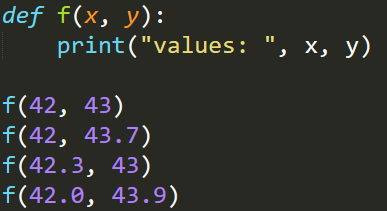 def f(x, y):
    print("values: ", x, y)

f(42, 43)
f(42, 43.7)
f(42.3, 43)
f(42.0, 43.9)